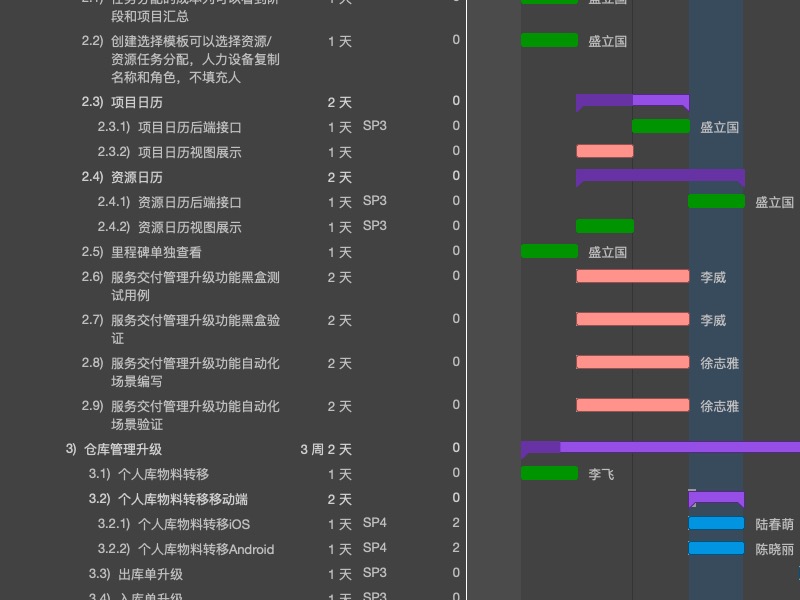 2.1) 任务分配的成本列可以看到阶 1 天 0 盛立国
段和项目汇总
2.2) 创建选择模板可以选择资源/ 1 天 0 盛立国
资源任务分配，人力设备复制
名称和角色，不填充人
2.3) 项目日历 2 天 0
2.3.1) 项目日历后端接口 1 天 SP3 0 盛立国
2.3.2) 项目日历视图展示 1 天 0
2.4) 资源日历 2 天 0
2.4.1) 资源日历后端接口 1 天 SP3 0 盛立国
2.4.2) 资源日历视图展示 1 天 SP3 0
2.5) 里程碑单独查看 1 天 0 盛立国
2.6) 服务交付管理升级功能黑盒测 2 天 0 李威
试用例
2.7) 服务交付管理升级功能黑盒验 2 天 0 李威
证
2.8) 服务交付管理升级功能自动化 2 天 0 徐志雅
场景编写
2.9) 服务交付管理升级功能自动化 2 天 0 徐志雅
场景验证
3) 仓库管理升级 3 周 2 天 0
3.1) 个人库物料转移 1 天 0 李飞
3.2) 个人库物料转移移动端 2 天 0
3.2.1) 个人库物料转移iOS 1 天 SP4 2 陆春萌
3.2.2) 个人库物料转移Android 1 天 SP4 2 陈晓丽
3.3) 出库单升级 1 天 SP3 0
3.4) 入库单升级 1 天 SP3 0